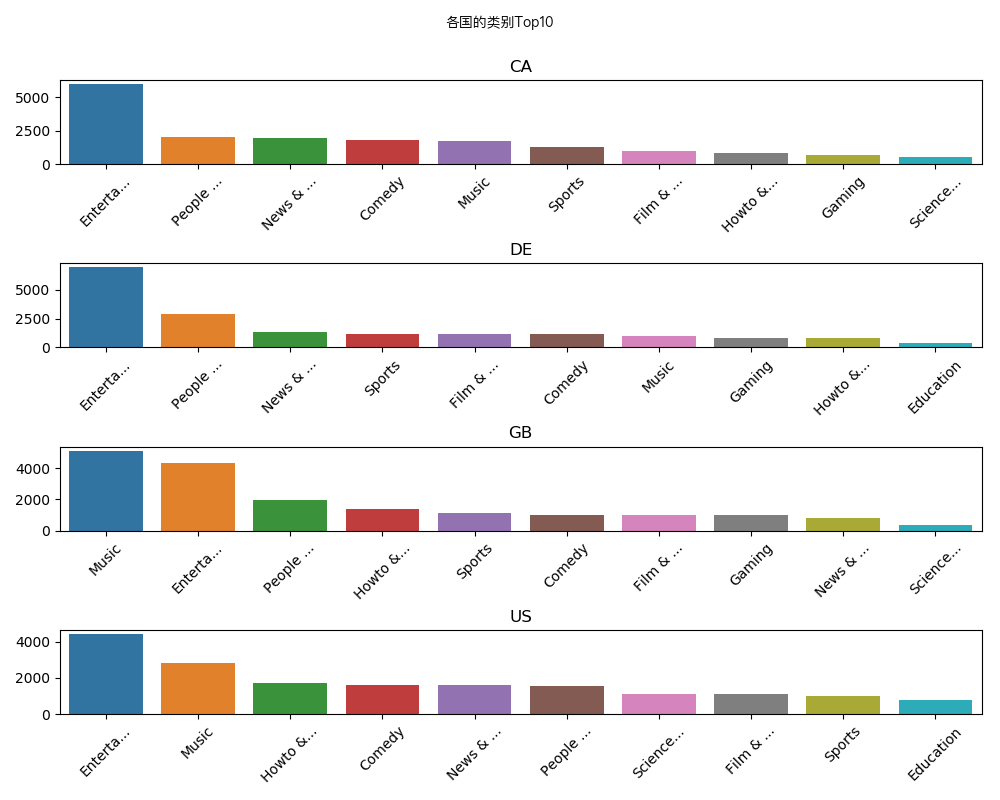 各国的类别Top10
CA
5000
2500
0
Enterta... People ... News & ... Comedy Music Sports Film & ... Howto &... Gaming Science...
DE
5000
2500
0
Enterta... People ... News & ... Sports Film & ... Comedy Music Gaming Howto &... Education
GB
4000
2000
0
Music Enterta... People ... Howto &... Sports Comedy Film & ... Gaming News & ... Science...
US
4000
2000
0
Enterta... Music Howto &... Comedy News & ... People ... Science... Film & ... Sports Education